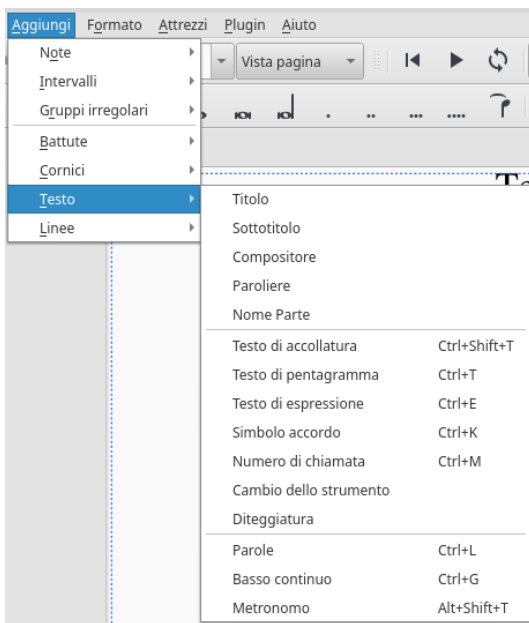 Aggiungi Formato Attrezzi Plugin Aiuto
Note
Vista pagina
Intervalli
Gruppi irregolari
Battute
Cornici
Testo
Linee
Titolo
Sottotitolo
Compositore
Paroliere
Nome Parte
Testo di accollatura Ctrl+Shift+T
Testo di pentagramma Ctrl+T
Testo di espressione Ctrl+E
Simbolo accordo Ctrl+K
Numero di chiamata Ctrl+M
Cambio dello strumento
Diteggiatura
Parole Ctrl+L
Basso continuo Ctrl+G
Metronomo Alt+Shift+T